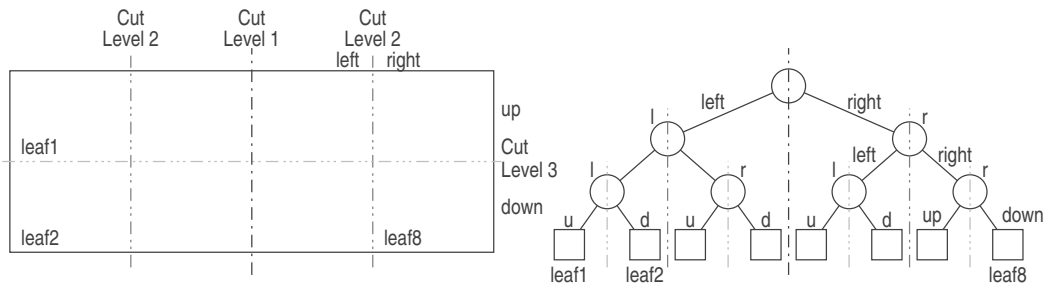 Cut
Level 2
Cut
Level 1
Cut
Level 2
left right
up
leaf1
Cut
Level 3
down
leaf2
leaf8
left
right
l
r
left
right
l
r
l
r
u
d
u
d
u
d
up
down
leaf1
leaf2
leaf8